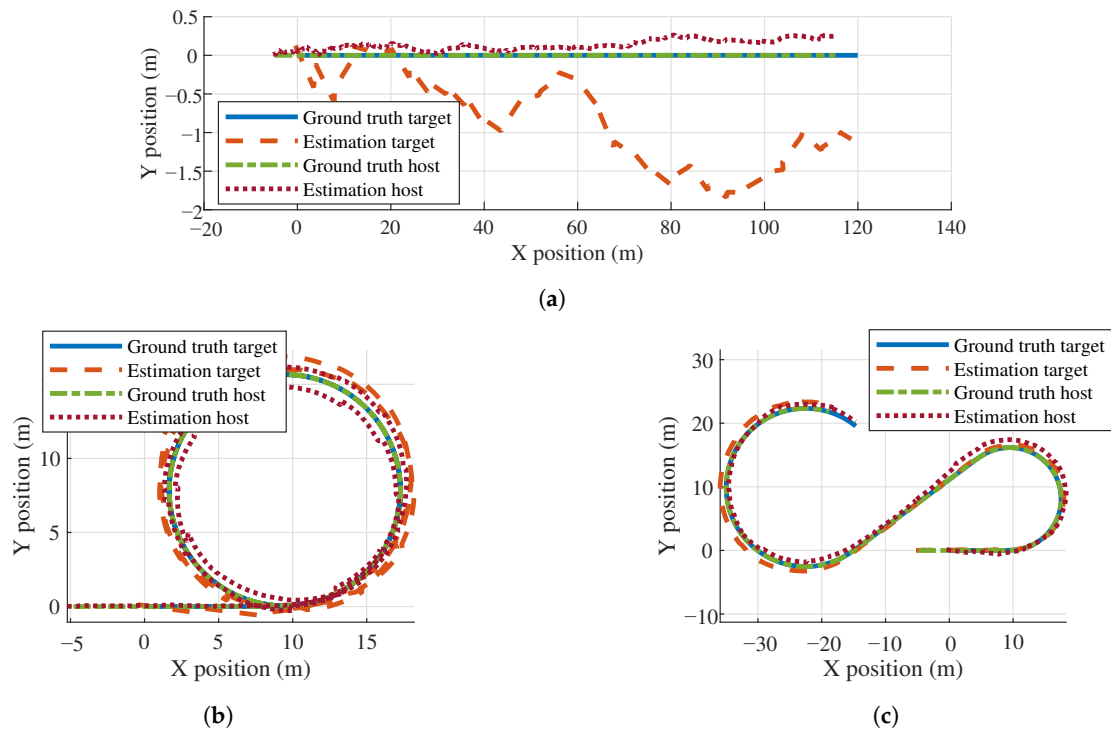 0.5
0
−0.5
−1
−1.5
−2
Y position (m)
Ground truth target
Estimation target
Ground truth host
Estimation host
−20 0 20 40 60 80 100 120 140
X position (m)
(a)
Ground truth target
Estimation target
Ground truth host
Estimation host
10
5
0
Y position (m)
−5 0 5 10 15
X position (m)
(b)
Ground truth target
Estimation target
Ground truth host
Estimation host
30
20
10
0
−10
Y position (m)
−30 −20 −10 0 10
X position (m)
(c)